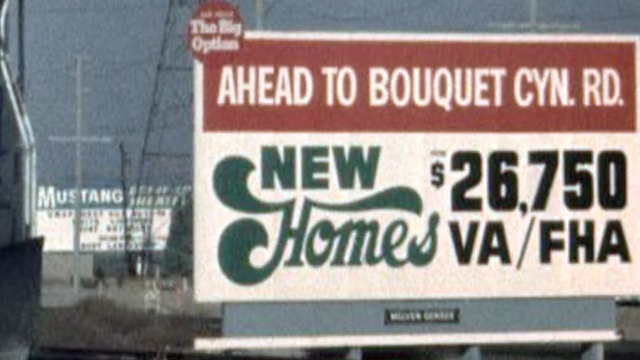 The Big
Option
AHEAD TO BOUQUET CYN. RD.
NEW
Homes
$26,750
VA/FHA
MUSTANG